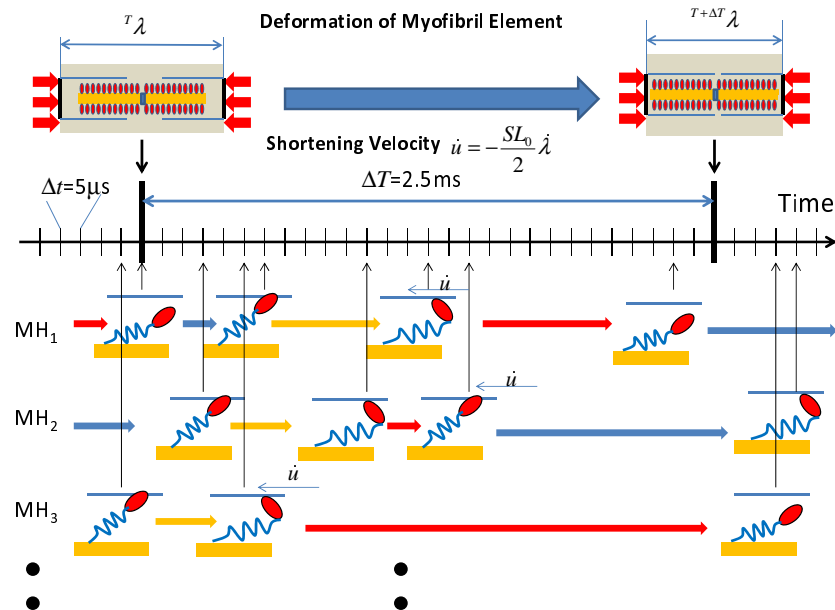 Tλ
Deformation of Myofibril Element
T+ΔTλ
Shortening Velocity u̇ = −SL₀/2 λ̇
Δt=5µs
ΔT=2.5ms
Time
u̇
MH₁
u̇
MH₂
u̇
MH₃